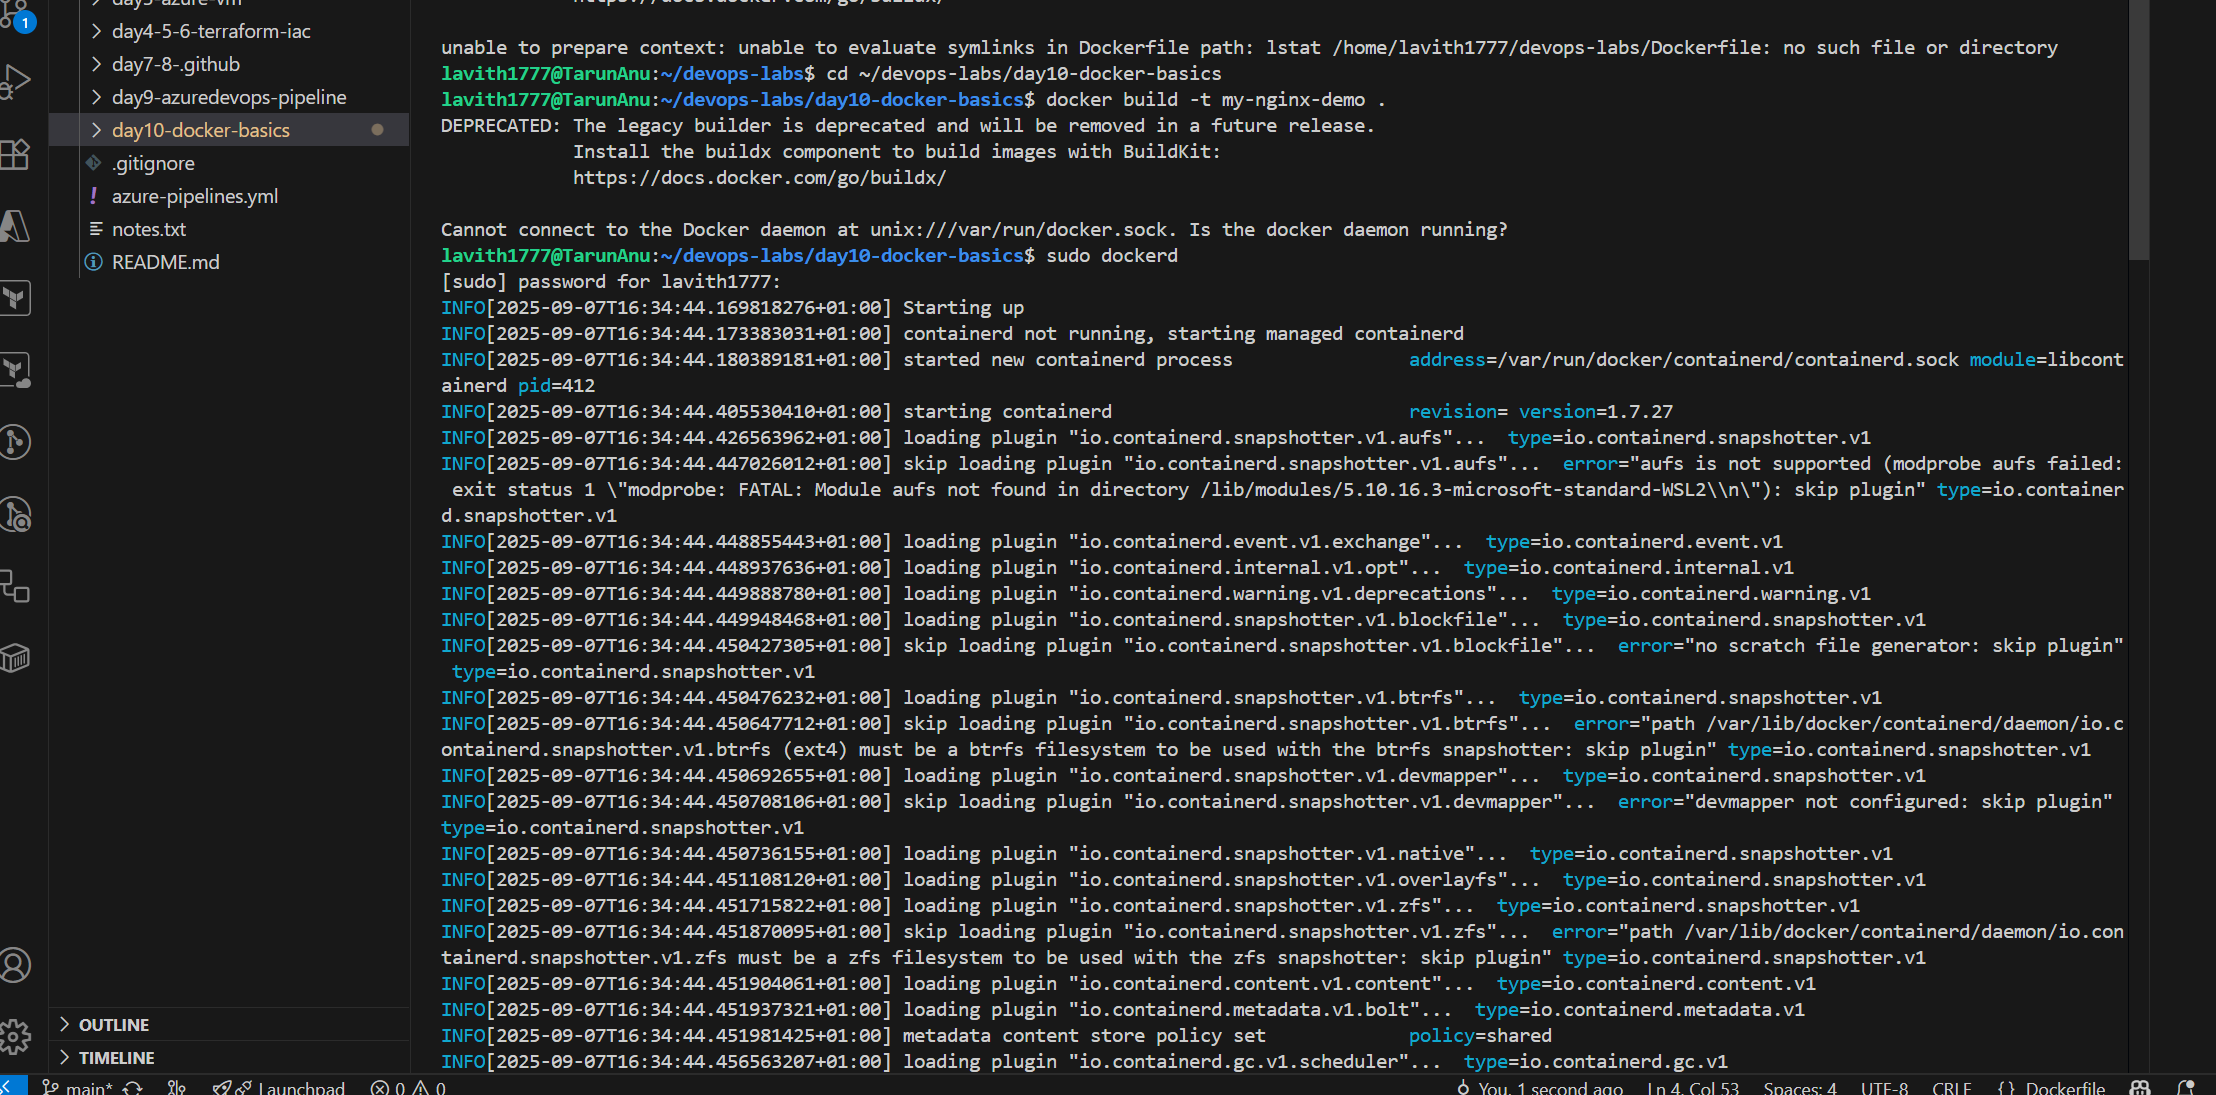 1
day3-azure-vm
day4-5-6-terraform-iac
day7-8-.github
day9-azuredevops-pipeline
day10-docker-basics
.gitignore
! azure-pipelines.yml
notes.txt
README.md
OUTLINE
TIMELINE
https://docs.docker.com/go/buildx/
unable to prepare context: unable to evaluate symlinks in Dockerfile path: lstat /home/lavith1777/devops-labs/Dockerfile: no such file or directory
lavith1777@TarunAnu:~/devops-labs$ cd ~/devops-labs/day10-docker-basics
lavith1777@TarunAnu:~/devops-labs/day10-docker-basics$ docker build -t my-nginx-demo .
DEPRECATED: The legacy builder is deprecated and will be removed in a future release.
Install the buildx component to build images with BuildKit:
https://docs.docker.com/go/buildx/
Cannot connect to the Docker daemon at unix:///var/run/docker.sock. Is the docker daemon running?
lavith1777@TarunAnu:~/devops-labs/day10-docker-basics$ sudo dockerd
[sudo] password for lavith1777:
INFO[2025-09-07T16:34:44.169818276+01:00] Starting up
INFO[2025-09-07T16:34:44.173383031+01:00] containerd not running, starting managed containerd
INFO[2025-09-07T16:34:44.180389181+01:00] started new containerd process address=/var/run/docker/containerd/containerd.sock module=libcont
ainerd pid=412
INFO[2025-09-07T16:34:44.405530410+01:00] starting containerd revision= version=1.7.27
INFO[2025-09-07T16:34:44.426563962+01:00] loading plugin "io.containerd.snapshotter.v1.aufs"... type=io.containerd.snapshotter.v1
INFO[2025-09-07T16:34:44.447026012+01:00] skip loading plugin "io.containerd.snapshotter.v1.aufs"... error="aufs is not supported (modprobe aufs failed:
exit status 1 \"modprobe: FATAL: Module aufs not found in directory /lib/modules/5.10.16.3-microsoft-standard-WSL2\\n\"): skip plugin" type=io.container
d.snapshotter.v1
INFO[2025-09-07T16:34:44.448855443+01:00] loading plugin "io.containerd.event.v1.exchange"... type=io.containerd.event.v1
INFO[2025-09-07T16:34:44.448937636+01:00] loading plugin "io.containerd.internal.v1.opt"... type=io.containerd.internal.v1
INFO[2025-09-07T16:34:44.449888780+01:00] loading plugin "io.containerd.warning.v1.deprecations"... type=io.containerd.warning.v1
INFO[2025-09-07T16:34:44.449948468+01:00] loading plugin "io.containerd.snapshotter.v1.blockfile"... type=io.containerd.snapshotter.v1
INFO[2025-09-07T16:34:44.450427305+01:00] skip loading plugin "io.containerd.snapshotter.v1.blockfile"... error="no scratch file generator: skip plugin"
type=io.containerd.snapshotter.v1
INFO[2025-09-07T16:34:44.450476232+01:00] loading plugin "io.containerd.snapshotter.v1.btrfs"... type=io.containerd.snapshotter.v1
INFO[2025-09-07T16:34:44.450647712+01:00] skip loading plugin "io.containerd.snapshotter.v1.btrfs"... error="path /var/lib/docker/containerd/daemon/io.c
ontainerd.snapshotter.v1.btrfs (ext4) must be a btrfs filesystem to be used with the btrfs snapshotter: skip plugin" type=io.containerd.snapshotter.v1
INFO[2025-09-07T16:34:44.450692655+01:00] loading plugin "io.containerd.snapshotter.v1.devmapper"... type=io.containerd.snapshotter.v1
INFO[2025-09-07T16:34:44.450708106+01:00] skip loading plugin "io.containerd.snapshotter.v1.devmapper"... error="devmapper not configured: skip plugin"
type=io.containerd.snapshotter.v1
INFO[2025-09-07T16:34:44.450736155+01:00] loading plugin "io.containerd.snapshotter.v1.native"... type=io.containerd.snapshotter.v1
INFO[2025-09-07T16:34:44.451108120+01:00] loading plugin "io.containerd.snapshotter.v1.overlayfs"... type=io.containerd.snapshotter.v1
INFO[2025-09-07T16:34:44.451715822+01:00] loading plugin "io.containerd.snapshotter.v1.zfs"... type=io.containerd.snapshotter.v1
INFO[2025-09-07T16:34:44.451870095+01:00] skip loading plugin "io.containerd.snapshotter.v1.zfs"... error="path /var/lib/docker/containerd/daemon/io.con
tainerd.snapshotter.v1.zfs must be a zfs filesystem to be used with the zfs snapshotter: skip plugin" type=io.containerd.snapshotter.v1
INFO[2025-09-07T16:34:44.451904061+01:00] loading plugin "io.containerd.content.v1.content"... type=io.containerd.content.v1
INFO[2025-09-07T16:34:44.451937321+01:00] loading plugin "io.containerd.metadata.v1.bolt"... type=io.containerd.metadata.v1
INFO[2025-09-07T16:34:44.451981425+01:00] metadata content store policy set policy=shared
INFO[2025-09-07T16:34:44.456563207+01:00] loading plugin "io.containerd.gc.v1.scheduler"... type=io.containerd.gc.v1
main* Launchpad 0 0 You, 1 second ago Ln 4, Col 53 Spaces: 4 UTF-8 CRLF {} Dockerfile